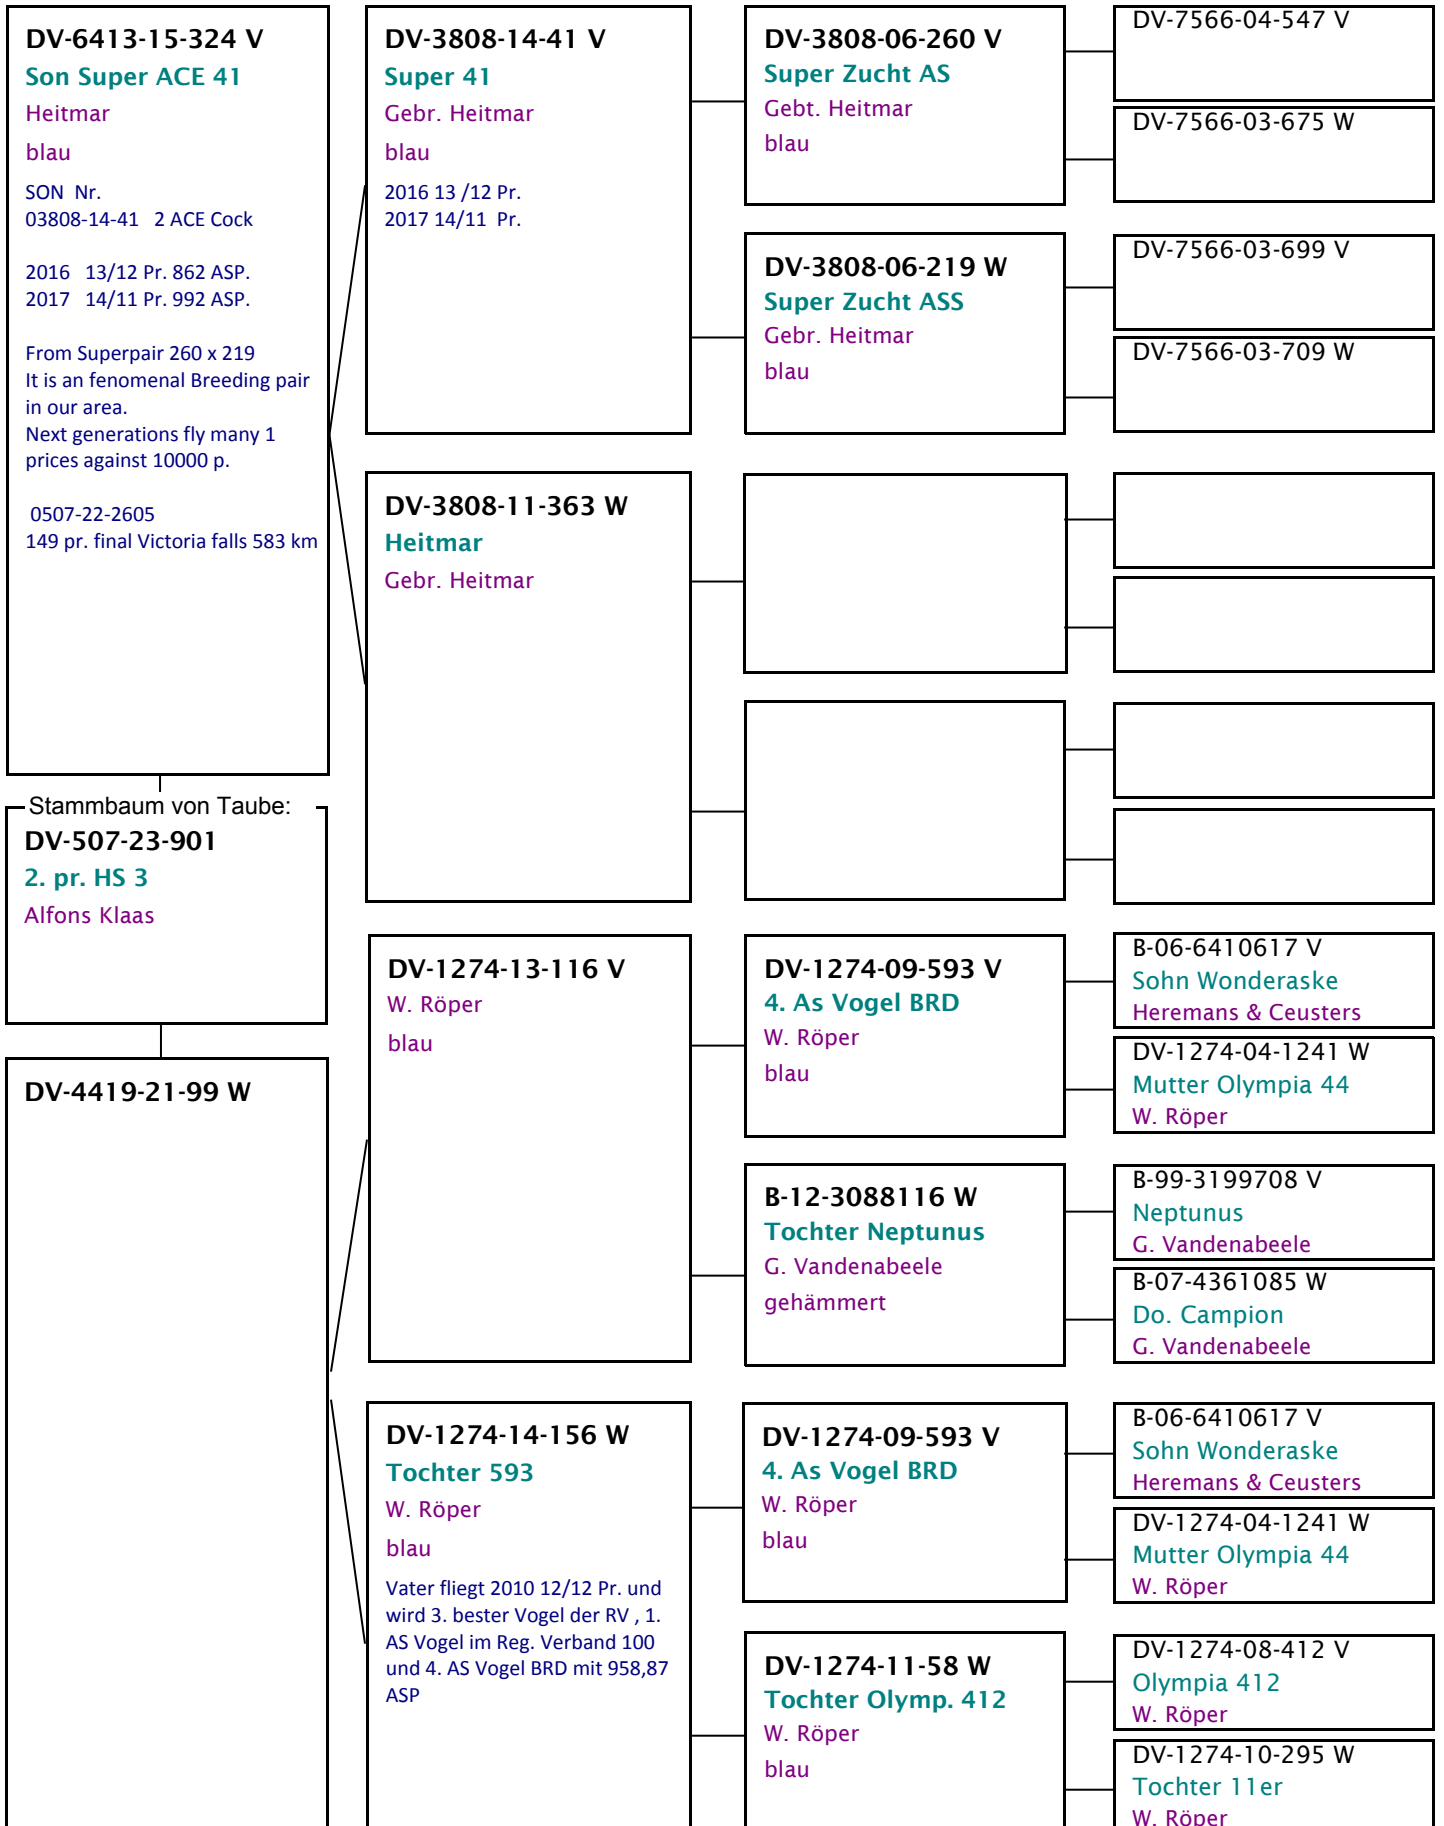 DV-6413-15-324 V
Son Super ACE 41
Heitmar
blau
SON  Nr.
03808-14-41   2 ACE Cock
2016   13/12 Pr. 862 ASP.
2017   14/11 Pr. 992 ASP.
From Superpair 260 x 219
It is an fenomenal Breeding pair
in our area.
Next generations fly many 1
prices against 10000 p.
0507-22-2605
149 pr. final Victoria falls 583 km
Stammbaum von Taube:
DV-507-23-901
2. pr. HS 3
Alfons Klaas
DV-4419-21-99 W
DV-3808-14-41 V
Super 41
Gebr. Heitmar
blau
2016 13 /12 Pr.
2017 14/11  Pr.
DV-3808-11-363 W
Heitmar
Gebr. Heitmar
DV-1274-13-116 V
W. Röper
blau
DV-1274-14-156 W
Tochter 593
W. Röper
blau
Vater fliegt 2010 12/12 Pr. und
wird 3. bester Vogel der RV , 1.
AS Vogel im Reg. Verband 100
und 4. AS Vogel BRD mit 958,87
ASP
DV-3808-06-260 V
Super Zucht AS
Gebt. Heitmar
blau
DV-3808-06-219 W
Super Zucht ASS
Gebr. Heitmar
blau
DV-1274-09-593 V
4. As Vogel BRD
W. Röper
blau
B-12-3088116 W
Tochter Neptunus
G. Vandenabeele
gehämmert
DV-1274-09-593 V
4. As Vogel BRD
W. Röper
blau
DV-1274-11-58 W
Tochter Olymp. 412
W. Röper
blau
DV-7566-04-547 V
DV-7566-03-675 W
DV-7566-03-699 V
DV-7566-03-709 W
B-06-6410617 V
Sohn Wonderaske
Heremans & Ceusters
DV-1274-04-1241 W
Mutter Olympia 44
W. Röper
B-99-3199708 V
Neptunus
G. Vandenabeele
B-07-4361085 W
Do. Campion
G. Vandenabeele
B-06-6410617 V
Sohn Wonderaske
Heremans & Ceusters
DV-1274-04-1241 W
Mutter Olympia 44
W. Röper
DV-1274-08-412 V
Olympia 412
W. Röper
DV-1274-10-295 W
Tochter 11er
W. Röper